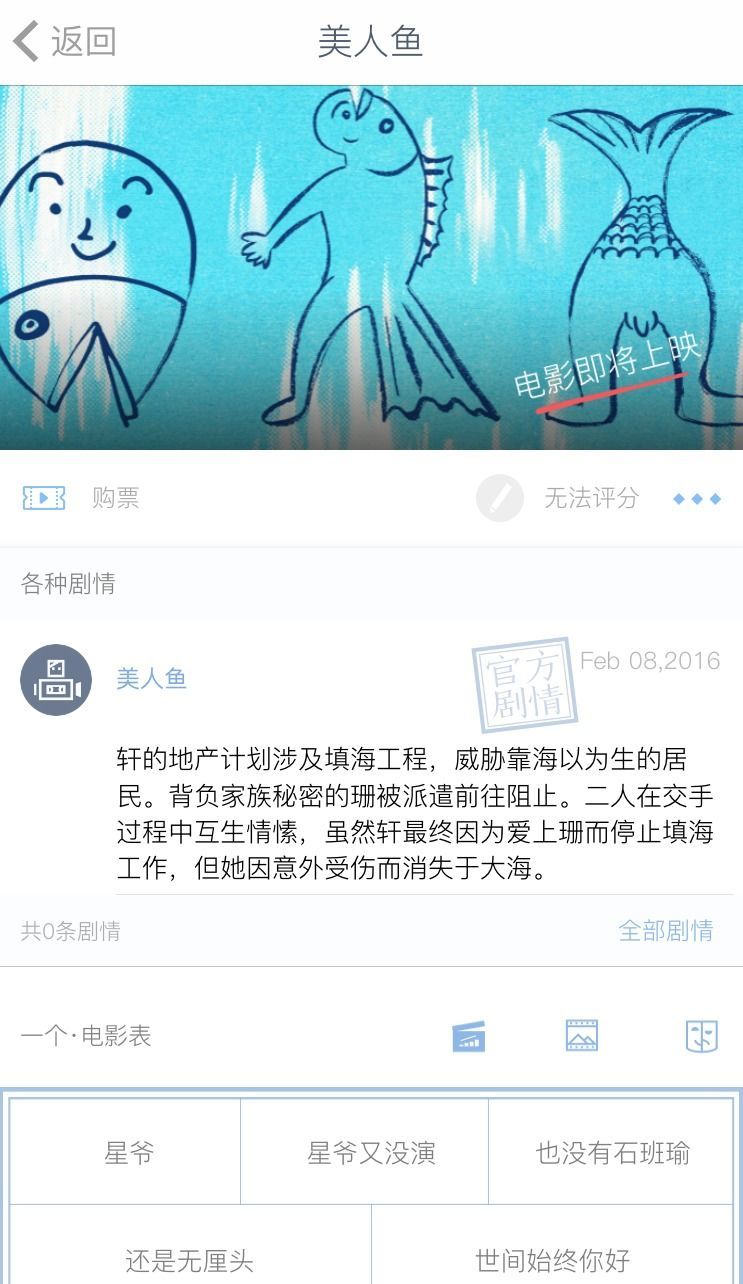 返回
美人鱼
电影即将上映
购票
无法评分
各种剧情
美人鱼
官方
剧情
Feb 08,2016
轩的地产计划涉及填海工程，威胁靠海以为生的居
民。背负家族秘密的珊被派遣前往阻止。二人在交手
过程中互生情愫，虽然轩最终因为爱上珊而停止填海
工作，但她因意外受伤而消失于大海。
共0条剧情
全部剧情
一个·电影表
星爷
星爷又没演
也没有石班瑜
还是无厘头
世间始终你好